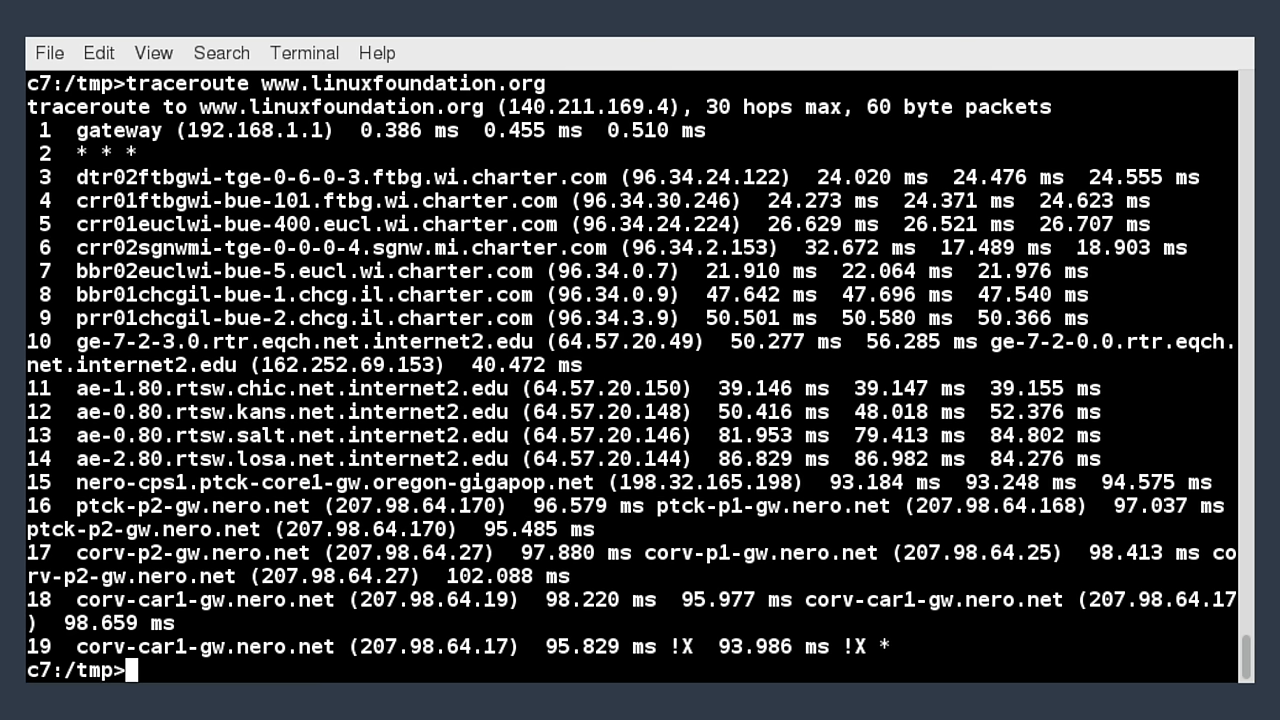 File Edit View Search Terminal Help
c7:/tmp>traceroute www.linuxfoundation.org
traceroute to www.linuxfoundation.org (140.211.169.4), 30 hops max, 60 byte packets
 1  gateway (192.168.1.1)  0.386 ms  0.455 ms  0.510 ms
 2  * * *
 3  dtr02ftbgwi-tge-0-6-0-3.ftbg.wi.charter.com (96.34.24.122)  24.020 ms  24.476 ms  24.555 ms
 4  crr01ftbgwi-bue-101.ftbg.wi.charter.com (96.34.30.246)  24.273 ms  24.371 ms  24.623 ms
 5  crr01euclwi-bue-400.eucl.wi.charter.com (96.34.24.224)  26.629 ms  26.521 ms  26.707 ms
 6  crr02sgnwmi-tge-0-0-0-4.sgnw.mi.charter.com (96.34.2.153)  32.672 ms  17.489 ms  18.903 ms
 7  bbr02euclwi-bue-5.eucl.wi.charter.com (96.34.0.7)  21.910 ms  22.064 ms  21.976 ms
 8  bbr01chcgil-bue-1.chcg.il.charter.com (96.34.0.9)  47.642 ms  47.696 ms  47.540 ms
 9  prr01chcgil-bue-2.chcg.il.charter.com (96.34.3.9)  50.501 ms  50.580 ms  50.366 ms
10  ge-7-2-3.0.rtr.eqch.net.internet2.edu (64.57.20.49)  50.277 ms  56.285 ms ge-7-2-0.0.rtr.eqch.
net.internet2.edu (162.252.69.153)  40.472 ms
11  ae-1.80.rtsw.chic.net.internet2.edu (64.57.20.150)  39.146 ms  39.147 ms  39.155 ms
12  ae-0.80.rtsw.kans.net.internet2.edu (64.57.20.148)  50.416 ms  48.018 ms  52.376 ms
13  ae-0.80.rtsw.salt.net.internet2.edu (64.57.20.146)  81.953 ms  79.413 ms  84.802 ms
14  ae-2.80.rtsw.losa.net.internet2.edu (64.57.20.144)  86.829 ms  86.982 ms  84.276 ms
15  nero-cps1.ptck-core1-gw.oregon-gigapop.net (198.32.165.198)  93.184 ms  93.248 ms  94.575 ms
16  ptck-p2-gw.nero.net (207.98.64.170)  96.579 ms ptck-p1-gw.nero.net (207.98.64.168)  97.037 ms
ptck-p2-gw.nero.net (207.98.64.170)  95.485 ms
17  corv-p2-gw.nero.net (207.98.64.27)  97.880 ms corv-p1-gw.nero.net (207.98.64.25)  98.413 ms co
rv-p2-gw.nero.net (207.98.64.27)  102.088 ms
18  corv-car1-gw.nero.net (207.98.64.19)  98.220 ms  95.977 ms corv-car1-gw.nero.net (207.98.64.17
)  98.659 ms
19  corv-car1-gw.nero.net (207.98.64.17)  95.829 ms !X  93.986 ms !X *
c7:/tmp>